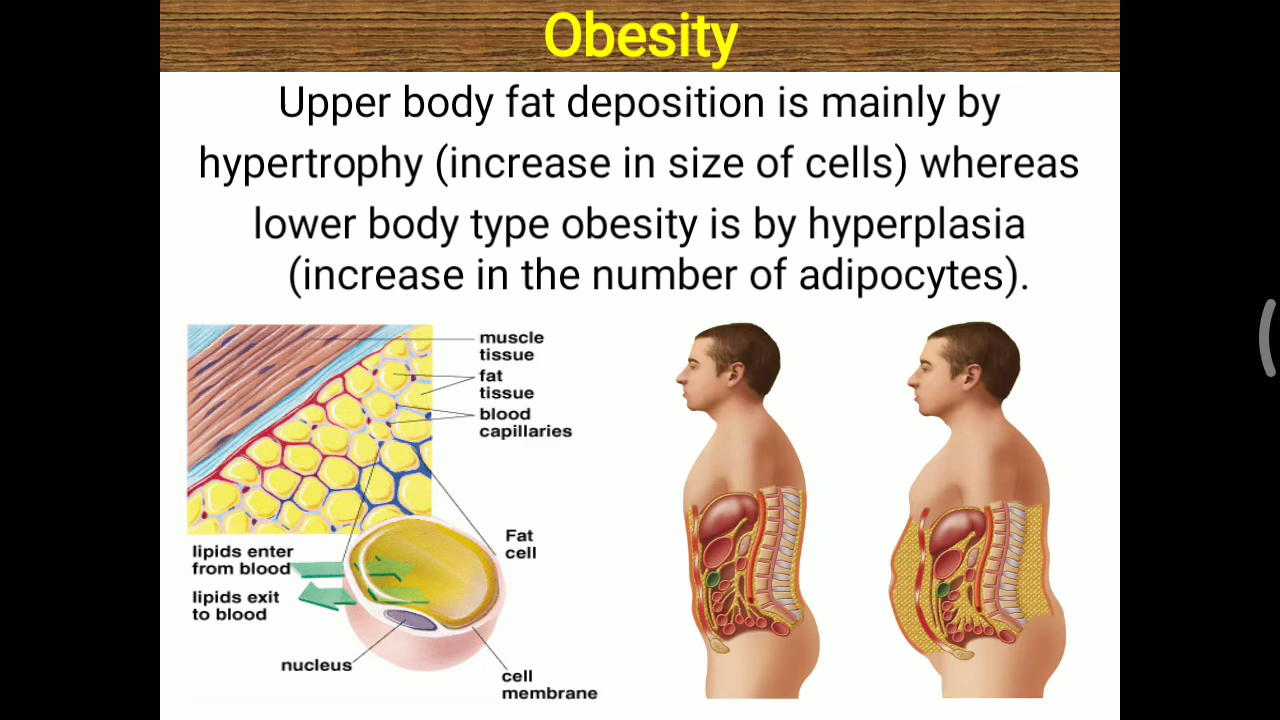 Obesity
Upper body fat deposition is mainly by
hypertrophy (increase in size of cells) whereas
lower body type obesity is by hyperplasia
(increase in the number of adipocytes).
muscle
tissue
fat
tissue
blood
capillaries
Fat
cell
lipids enter
from blood
lipids exit
to blood
nucleus
cell
membrane